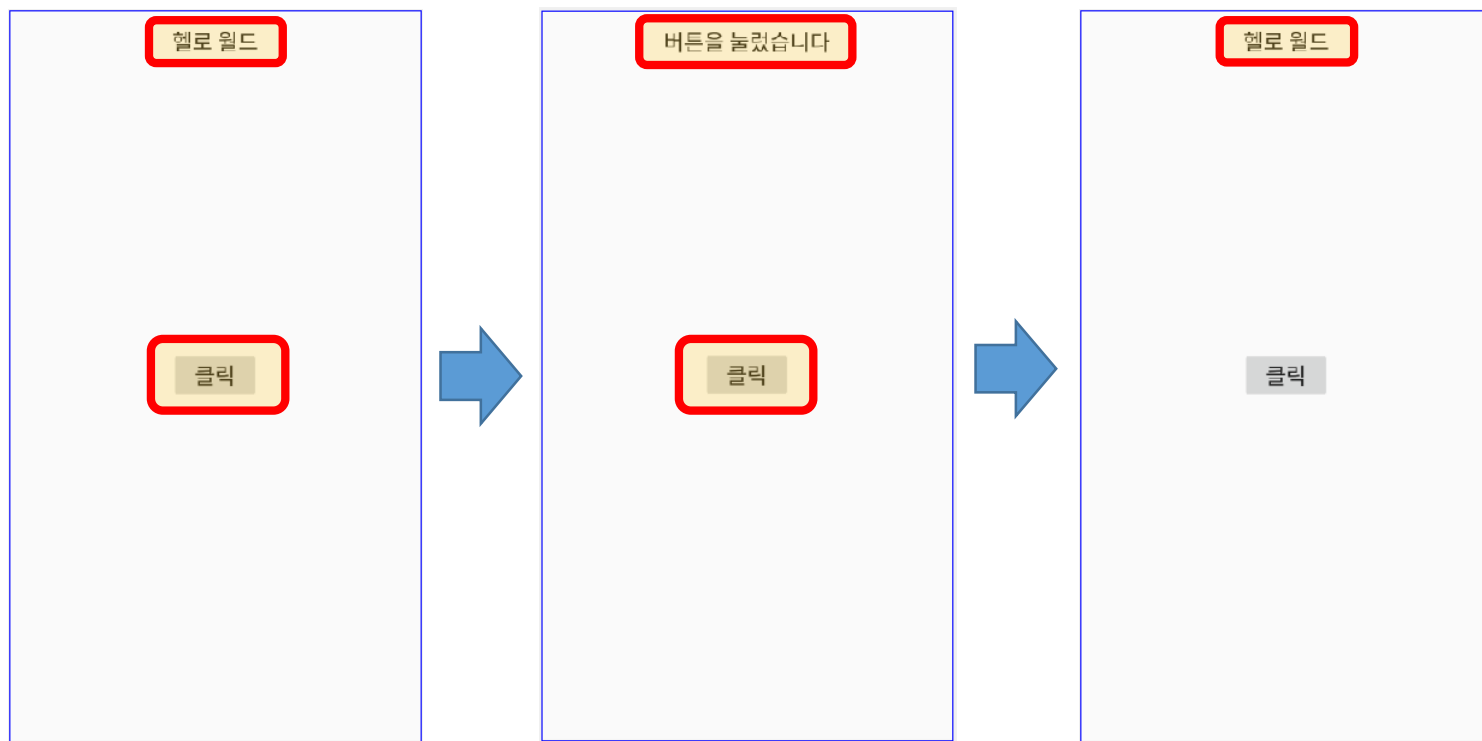 헬로 월드
버튼을 눌렀습니다
헬로 월드
클릭
클릭
클릭